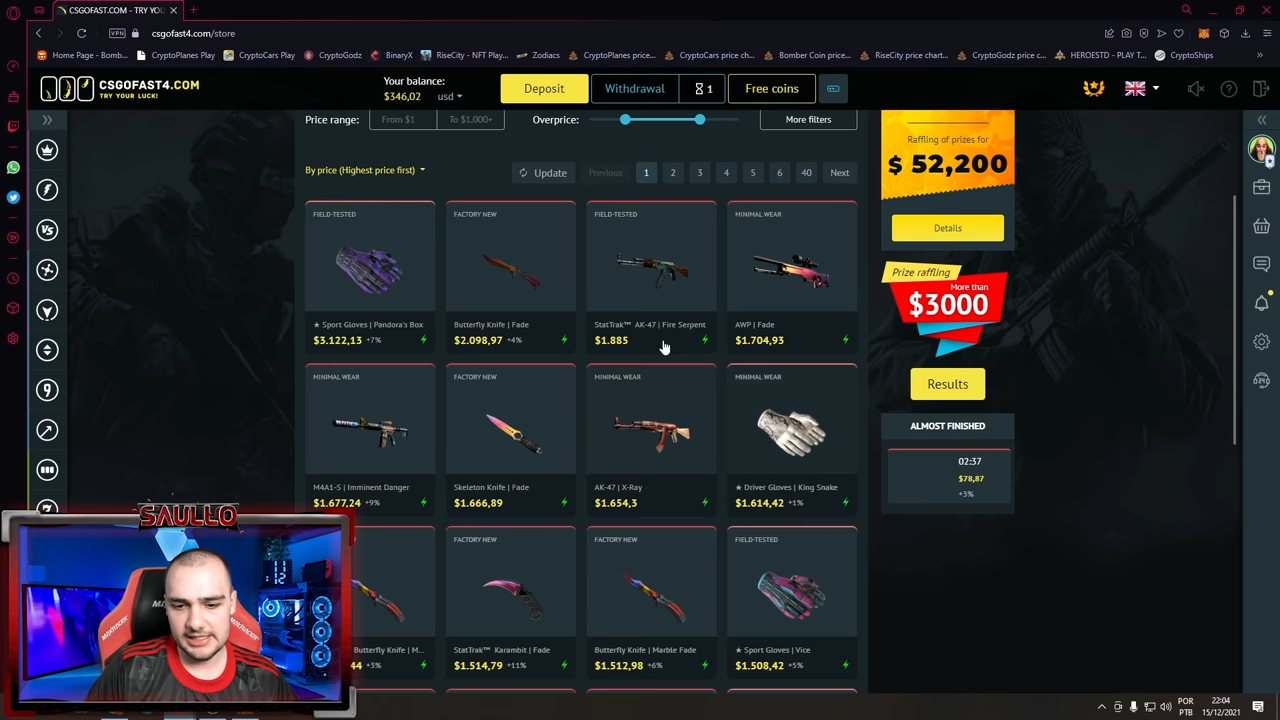 CSGOFAST4.COM - TRY YOU
csgofast4.com/store
VPN
Home Page - Bomb...
CryptoPlanes Play
CryptoCars Play
CryptoGodz
BinaryX
RiseCity - NFT Play...
Zodiacs
CryptoPlanes price...
CryptoCars price ch...
Bomber Coin price...
RiseCity price chart...
CryptoGodz price c...
HEROESTD - PLAY T...
CryptoShips
CSGOFAST4.COM
TRY YOUR LUCK!
Your balance:
$346,02 usd
Deposit
Withdrawal
1
Free coins
Price range:
From $1
To $1.000+
Overprice:
More filters
By price (Highest price first)
Update
Previous
1
2
3
4
5
6
40
Next
FIELD-TESTED
★ Sport Gloves | Pandora's Box
$3.122,13 +7%
FACTORY NEW
Butterfly Knife | Fade
$2.098,97 +4%
FIELD-TESTED
StatTrak™ AK-47 | Fire Serpent
$1.885
MINIMAL WEAR
AWP | Fade
$1.704,93
MINIMAL WEAR
M4A1-S | Imminent Danger
$1.677,24 +9%
FACTORY NEW
Skeleton Knife | Fade
$1.666,89
MINIMAL WEAR
AK-47 | X-Ray
$1.654,3
MINIMAL WEAR
★ Driver Gloves | King Snake
$1.614,42 +1%
Butterfly Knife | M...
44 +3%
FACTORY NEW
StatTrak™ Karambit | Fade
$1.514,79 +11%
FACTORY NEW
Butterfly Knife | Marble Fade
$1.512,98 +6%
FIELD-TESTED
★ Sport Gloves | Vice
$1.508,42 +5%
Raffling of prizes for
$ 52,200
Details
Prize raffling
More than
$3000
Results
ALMOST FINISHED
02:37
$78,87
+3%
SAULLO
MAXRACER
MAXRACER
POR
PTB
22:04
15/12/2021